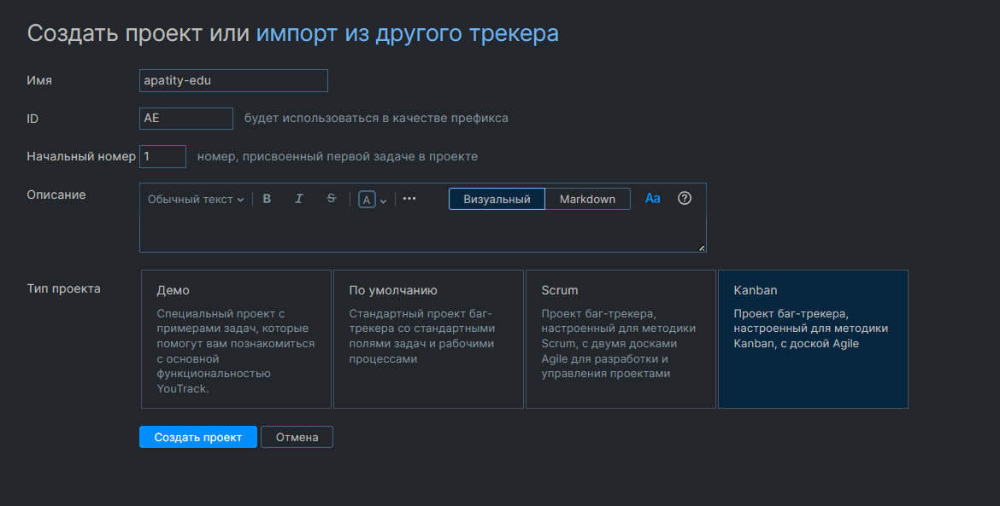 Создать проект или импорт из другого трекера
Имя
apatity-edu
ID
AE
будет использоваться в качестве префикса
Начальный номер
1
номер, присвоенный первой задаче в проекте
Описание
Обычный текст
B
I
S
A
Визуальный
Markdown
Aa
?
Тип проекта
Демо
Специальный проект с
примерами задач, которые
помогут вам познакомиться
с основной
функциональностью
YouTrack.
По умолчанию
Стандартный проект баг-
трекера со стандартными
полями задач и рабочими
процессами
Scrum
Проект баг-трекера,
настроенный для методики
Scrum, с двумя досками
Agile для разработки и
управления проектами
Kanban
Проект баг-трекера,
настроенный для методики
Kanban, с доской Agile
Создать проект
Отмена